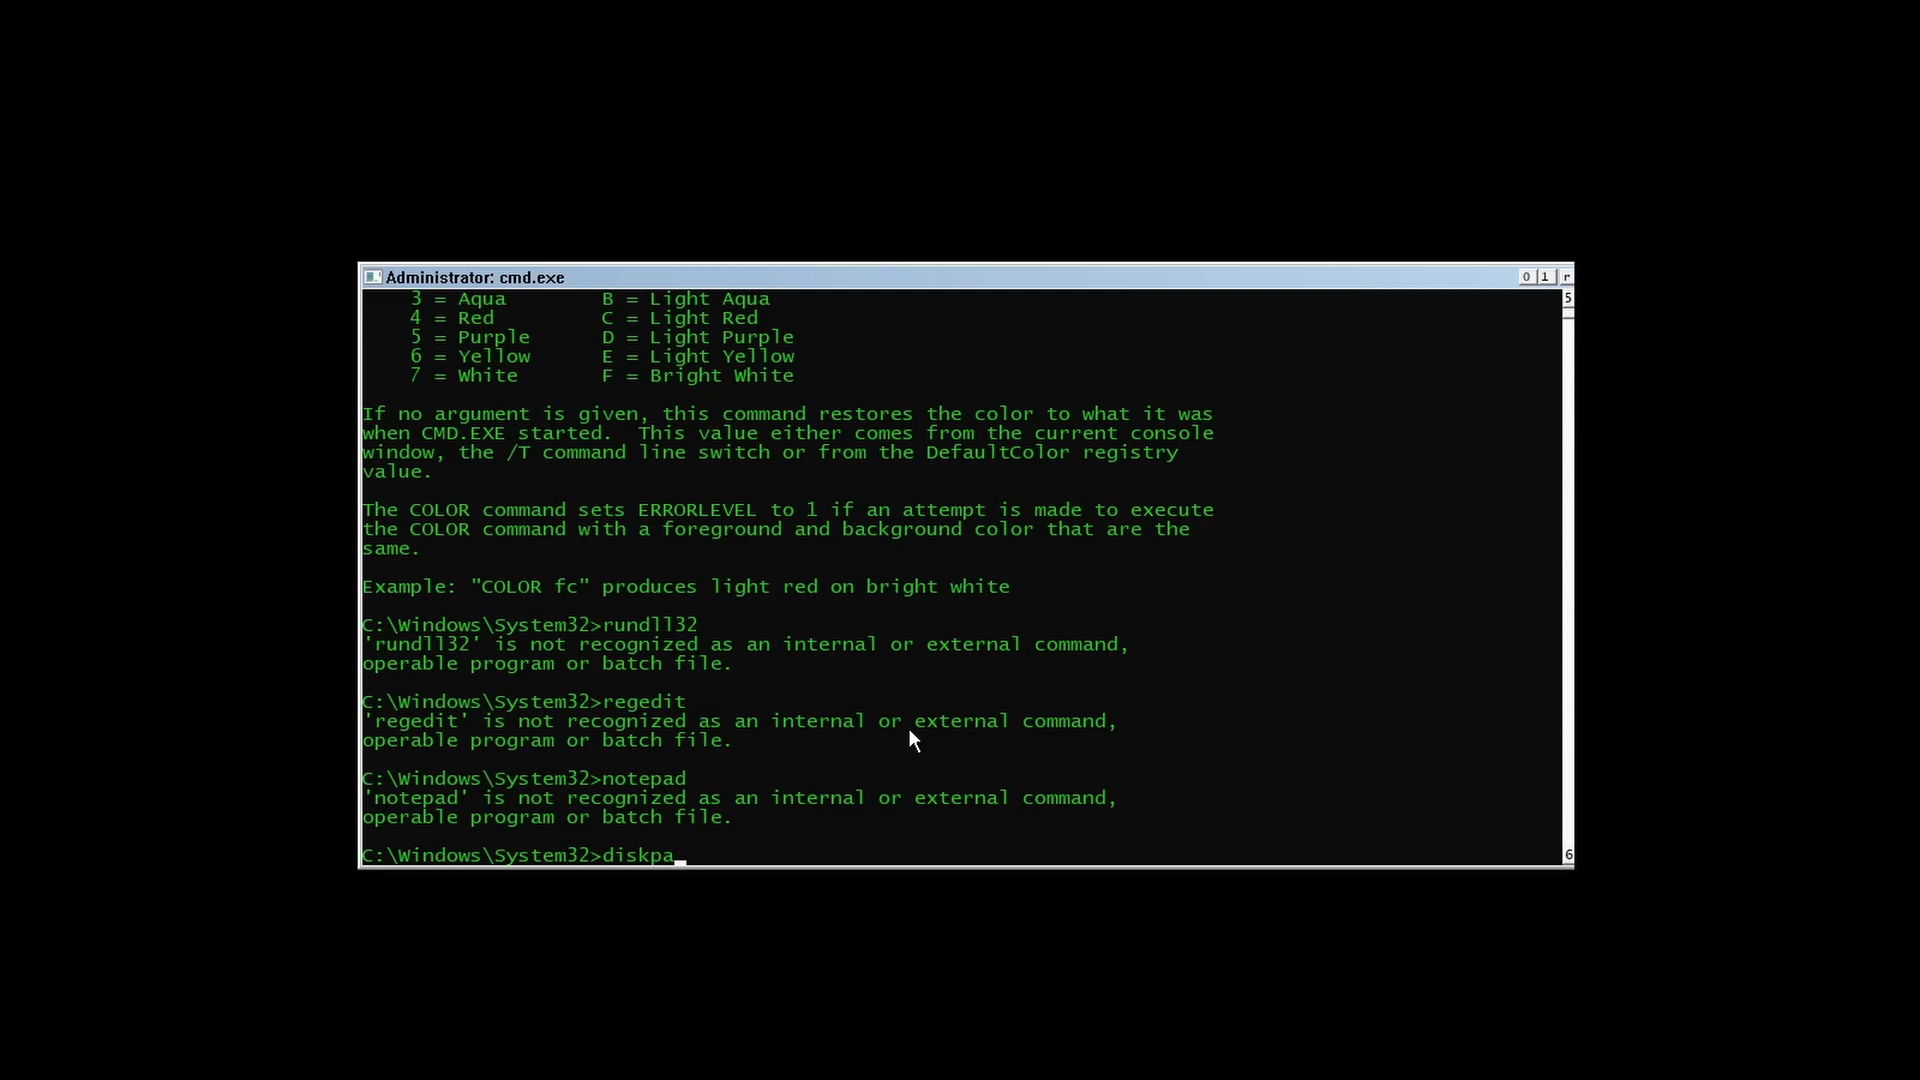 Administrator: cmd.exe 0 1 r
3 = Aqua B = Light Aqua 5
4 = Red C = Light Red
5 = Purple D = Light Purple
6 = Yellow E = Light Yellow
7 = White F = Bright White
If no argument is given, this command restores the color to what it was
when CMD.EXE started. This value either comes from the current console
window, the /T command line switch or from the DefaultColor registry
value.
The COLOR command sets ERRORLEVEL to 1 if an attempt is made to execute
the COLOR command with a foreground and background color that are the
same.
Example: "COLOR fc" produces light red on bright white
C:\Windows\System32>rundll32
'rundll32' is not recognized as an internal or external command,
operable program or batch file.
C:\Windows\System32>regedit
'regedit' is not recognized as an internal or external command,
operable program or batch file.
C:\Windows\System32>notepad
'notepad' is not recognized as an internal or external command,
operable program or batch file.
C:\Windows\System32>diskpa_ 6